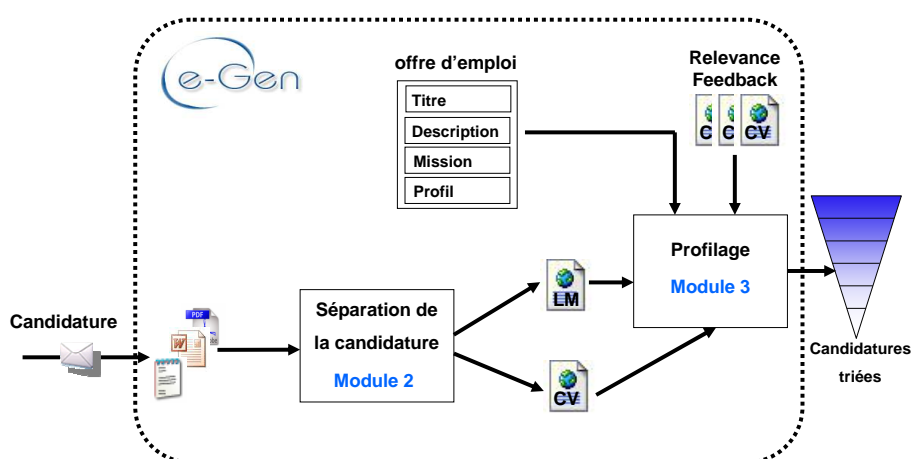 e-Gen
offre d'emploi
Titre
Description
Mission
Profil
Relevance
Feedback
C
C
CV
Profilage
Module 3
LM
CV
Candidature
PDF
W
Séparation de
la candidature
Module 2
Candidatures
triées